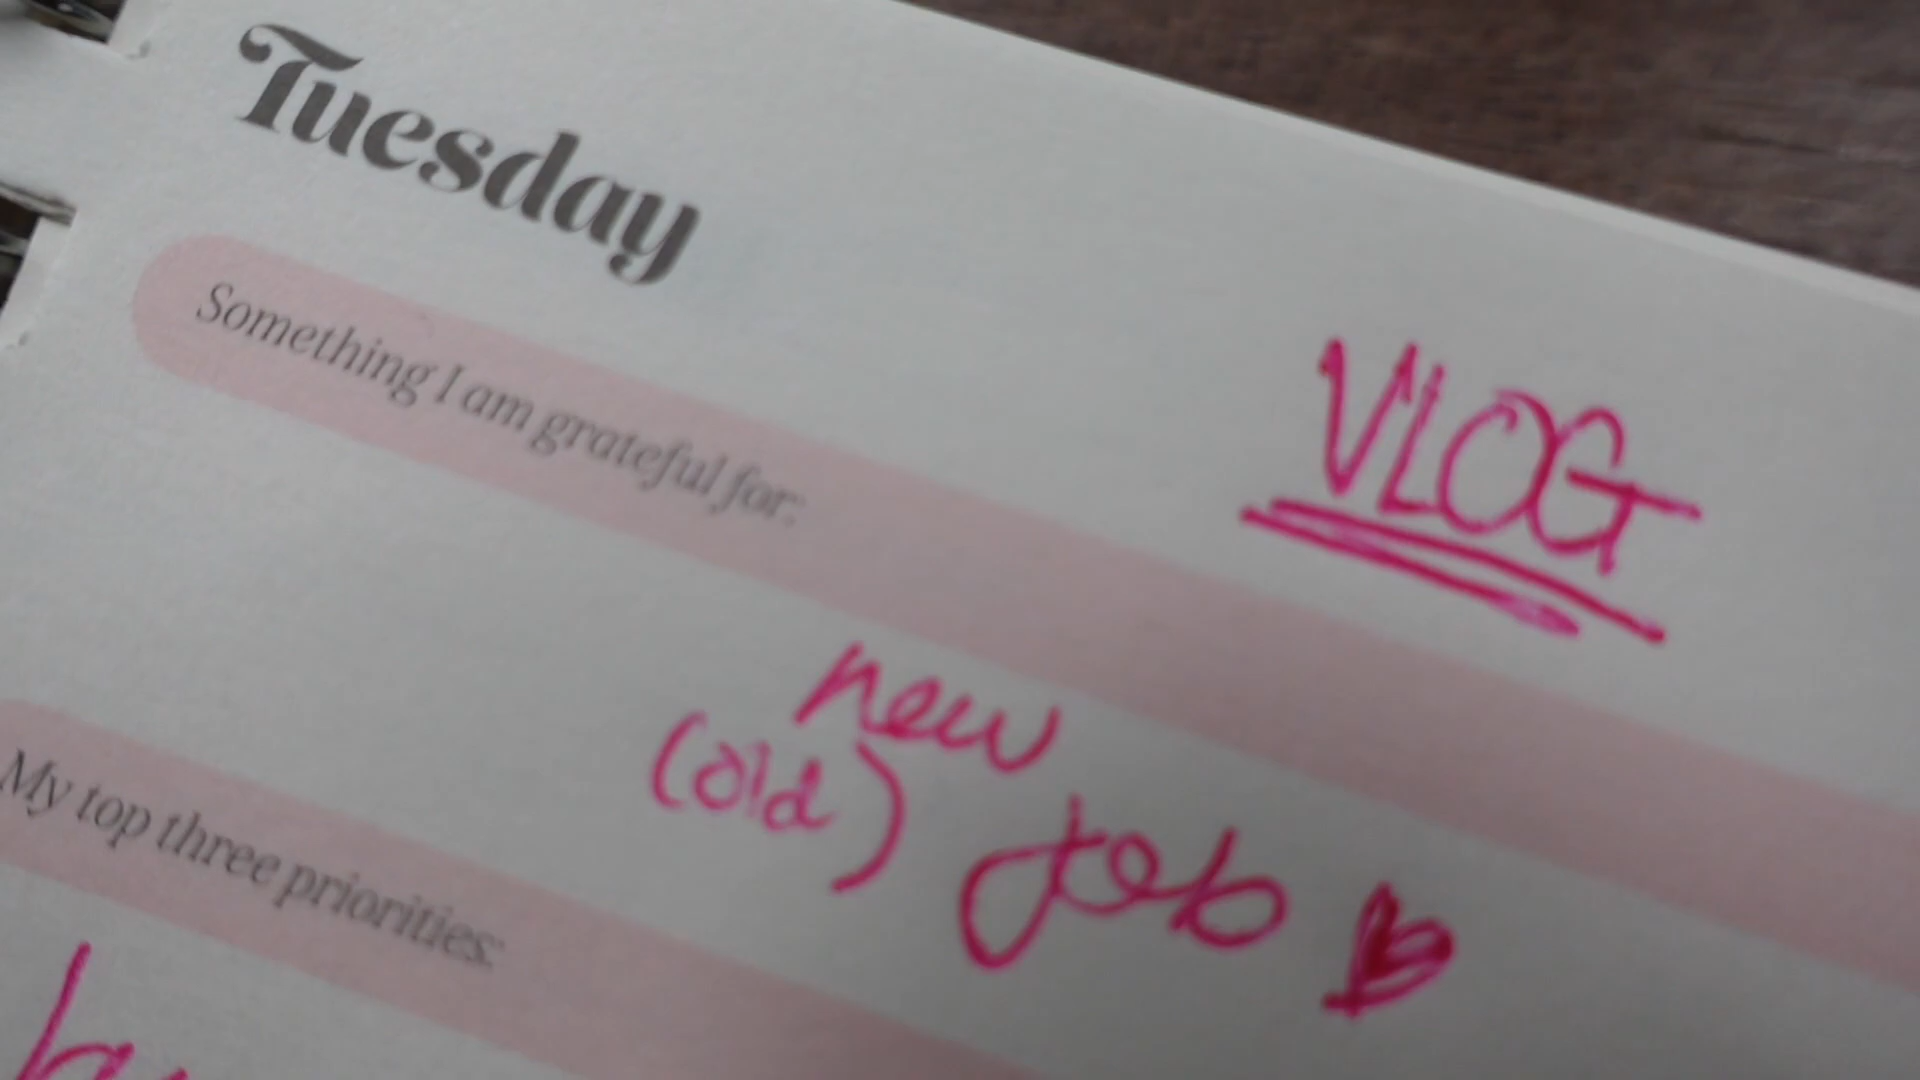 Tuesday
VLOG
Something I am grateful for:
new
(old) job
My top three priorities: